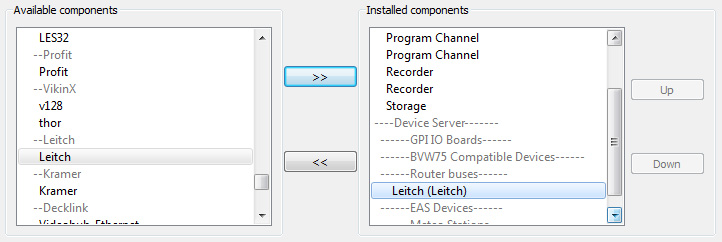 Available components
LES32
--Profit
Profit
--VikinX
v128
thor
--Leitch
Leitch
--Kramer
Kramer
--Decklink
>>
<<
Installed components
Program Channel
Program Channel
Recorder
Recorder
Storage
----Device Server-------
------GPI IO Boards------
------BVW75 Compatible Devices------
------Router buses------
Leitch (Leitch)
------EAS Devices------
Up
Down